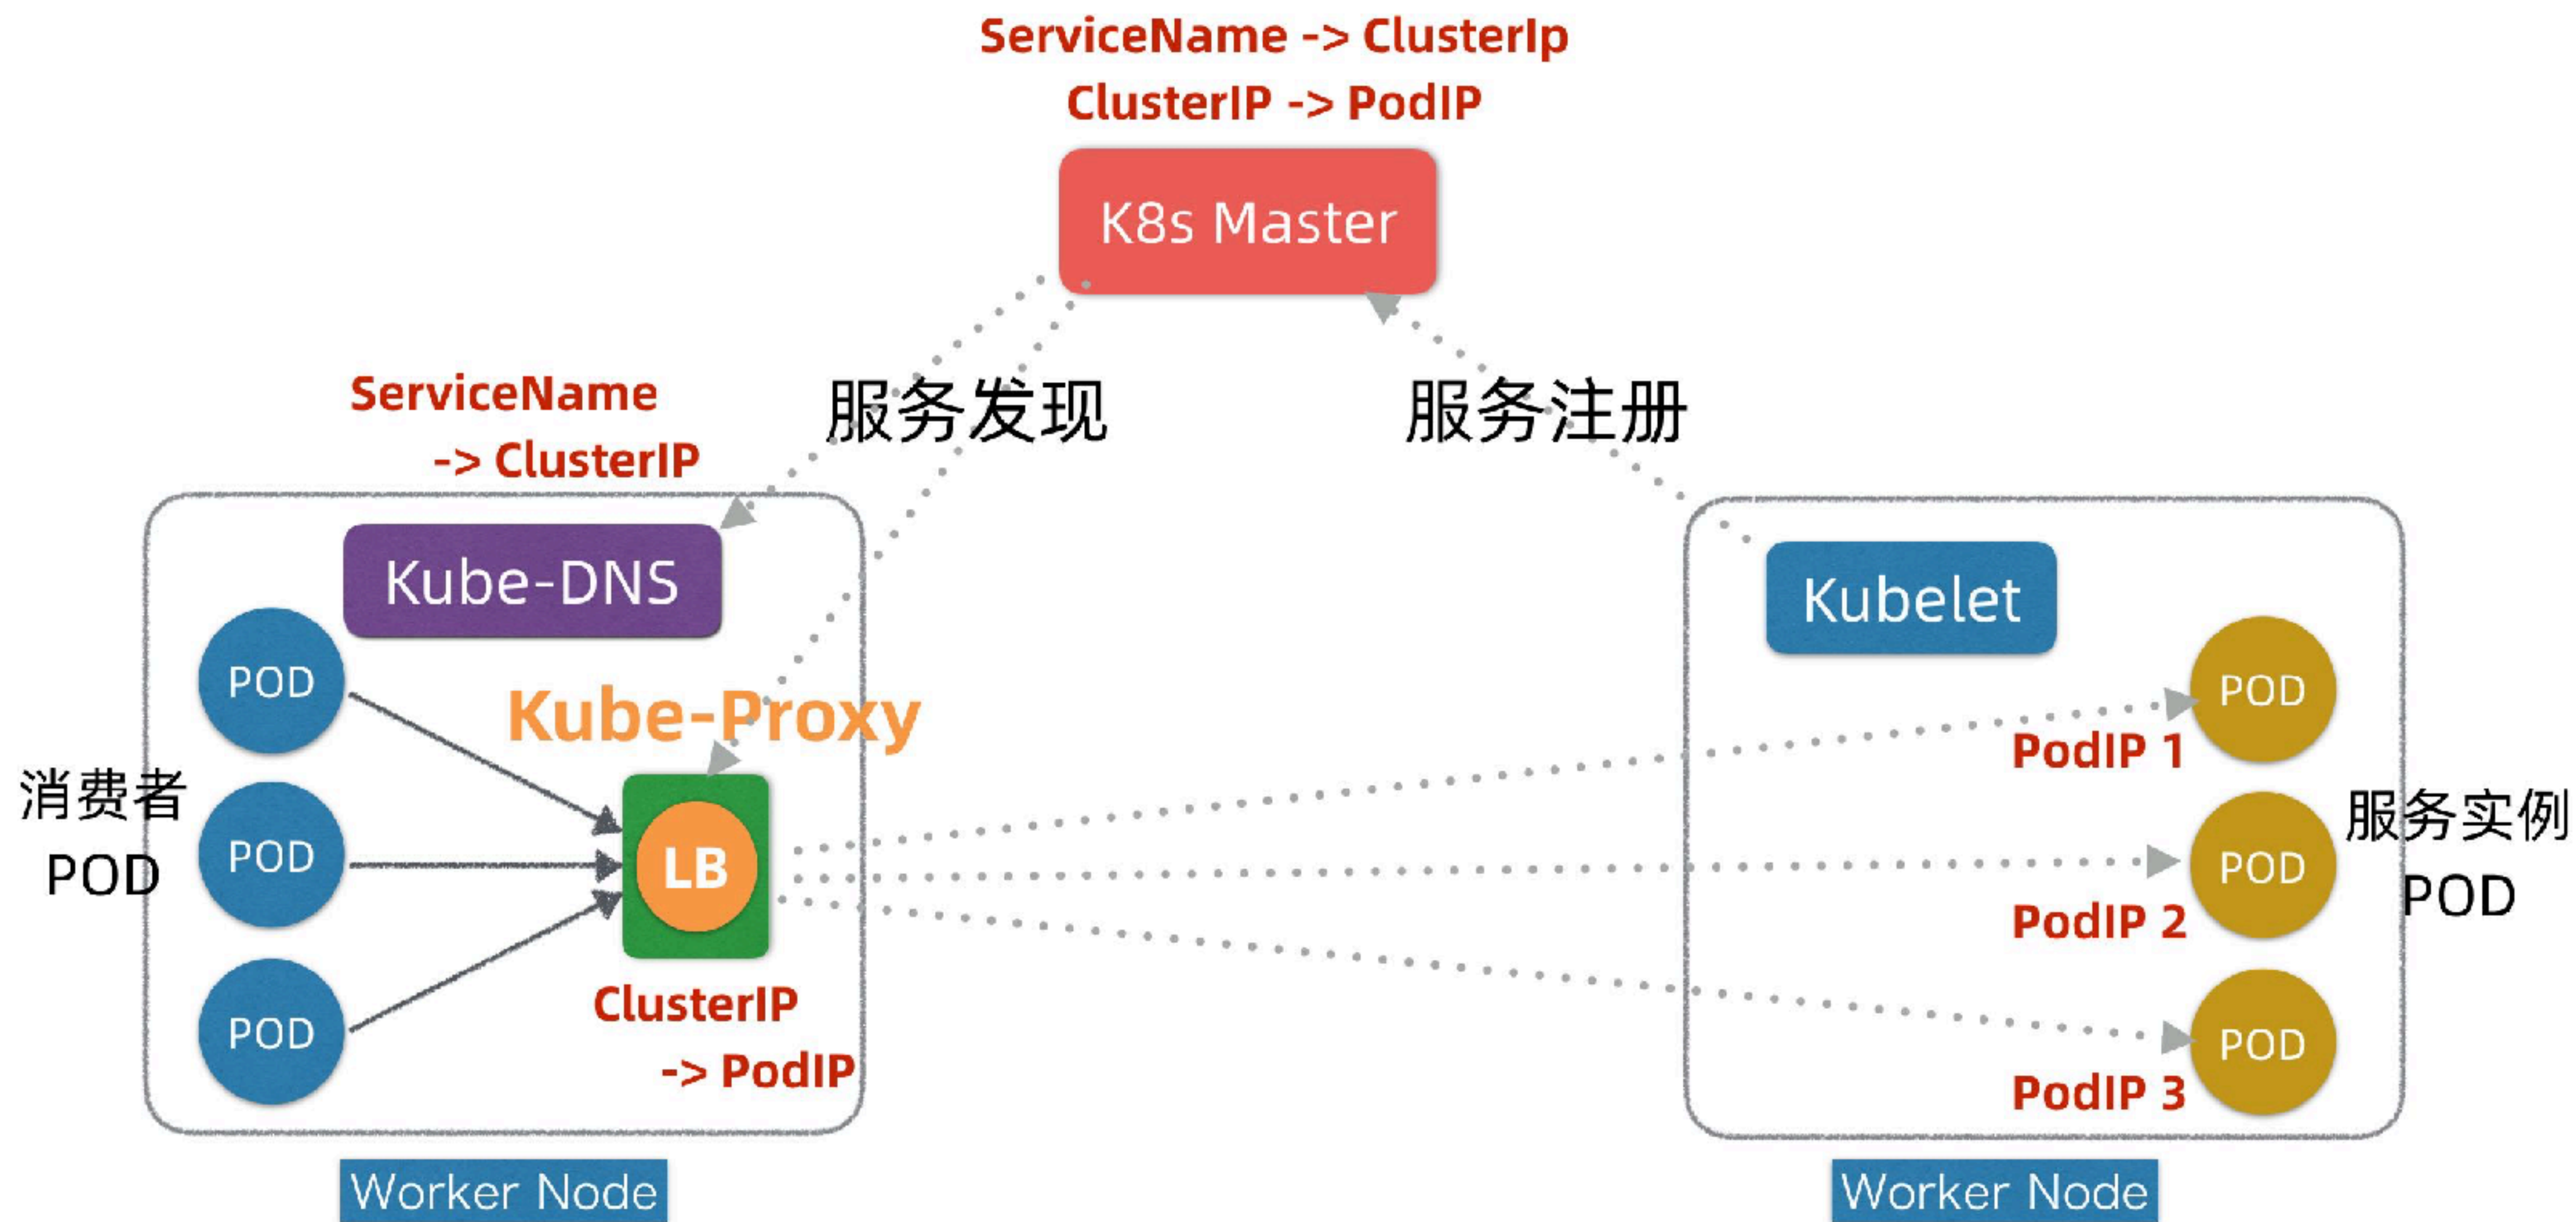 ServiceName -> ClusterIp
ClusterIP -> PodIP
K8s Master
服务发现
服务注册
ServiceName
-> ClusterIP
Kube-DNS
POD
POD
POD
消费者
POD
Kube-Proxy
LB
ClusterIP
-> PodIP
Worker Node
Kubelet
POD
PodIP 1
POD
PodIP 2
POD
PodIP 3
服务实例
POD
Worker Node